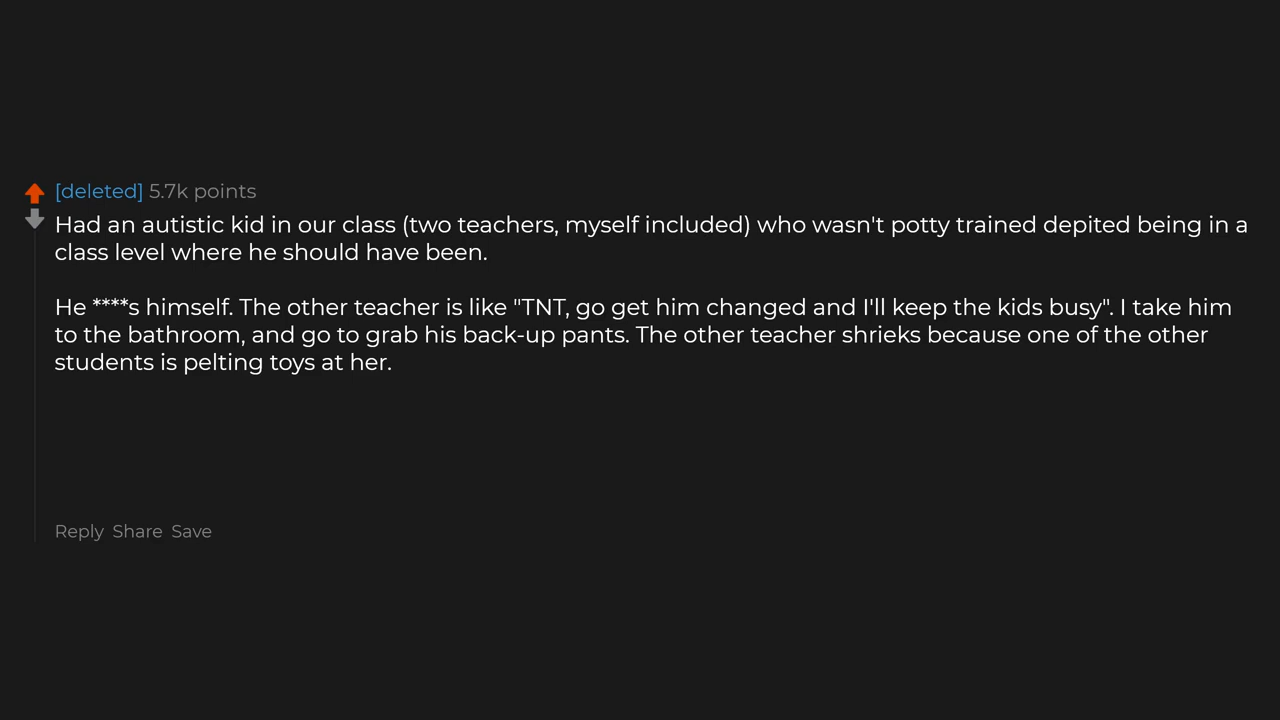 [deleted] 5.7k points
Had an autistic kid in our class (two teachers, myself included) who wasn't potty trained depited being in a
class level where he should have been.
He ****s himself. The other teacher is like "TNT, go get him changed and I'll keep the kids busy". I take him
to the bathroom, and go to grab his back-up pants. The other teacher shrieks because one of the other
students is pelting toys at her.
Reply Share Save